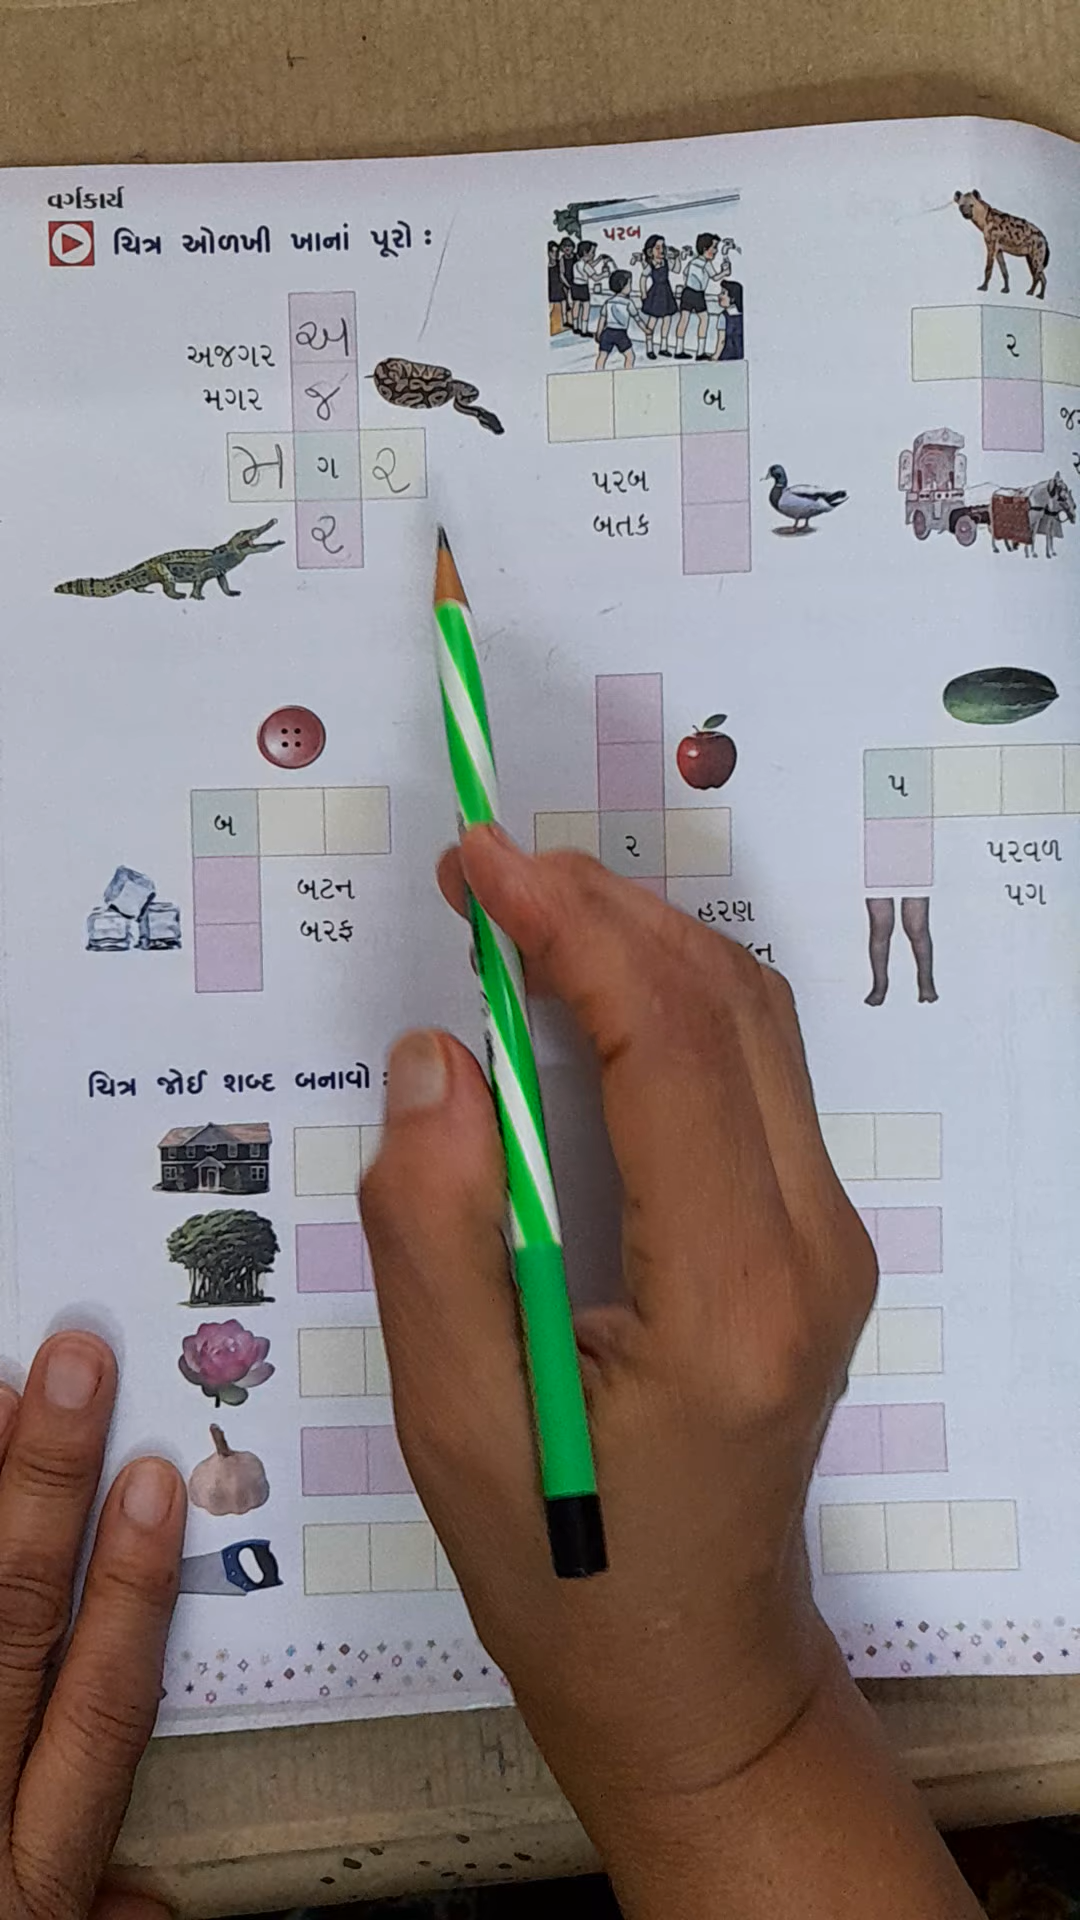 વર્ગકાર્ય
ચિત્ર ઓળખી ખાનાં પૂરો :
પરબ
અજગર
મગર
અ
જ
મ ગ ર
ર
બ
પરબ
બતક
ર
બ
બટન
બરફ
ર
હરણ
પ
પરવળ
પગ
ચિત્ર જોઈ શબ્દ બનાવો :